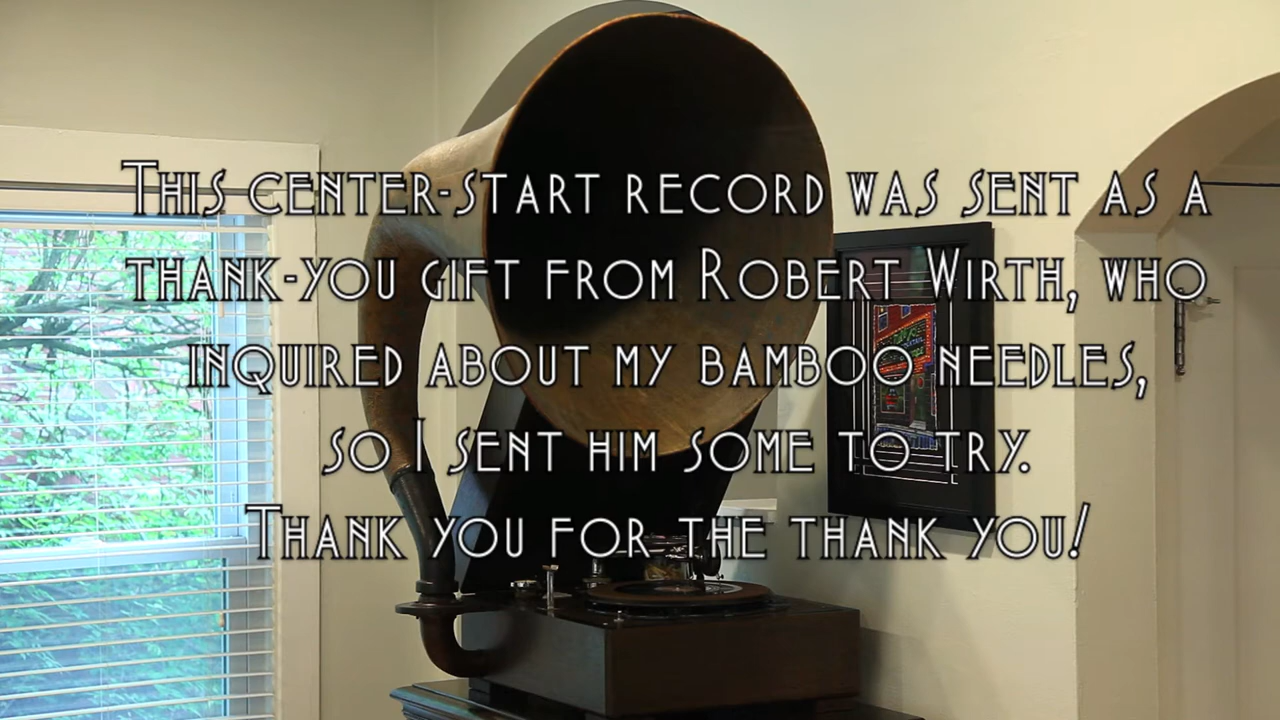 This center-start record was sent as a
thank-you gift from Robert Wirth, who
inquired about my bamboo needles,
so I sent him some to try.
Thank you for the thank you!